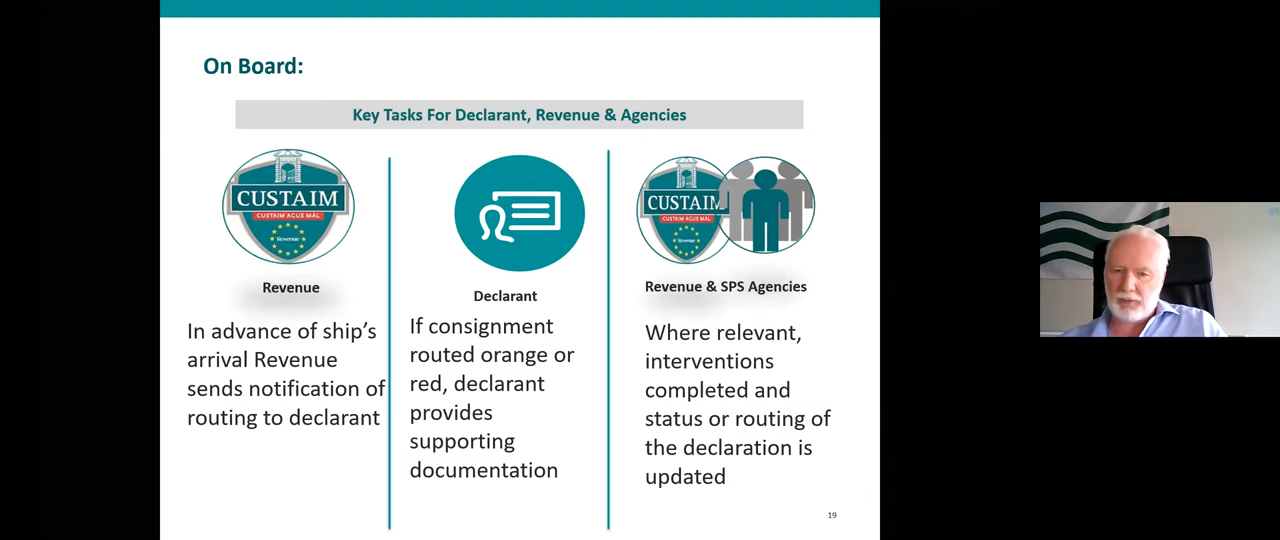 On Board:
Key Tasks For Declarant, Revenue & Agencies
CUSTAIM
CUSTAIM AGUS MÁL
Revenue
Revenue
In advance of ship's
arrival Revenue
sends notification of
routing to declarant
Declarant
If consignment
routed orange or
red, declarant
provides
supporting
documentation
CUSTAIM
CUSTAIM AGUS MÁL
Revenue
Revenue & SPS Agencies
Where relevant,
interventions
completed and
status or routing of
the declaration is
updated
19